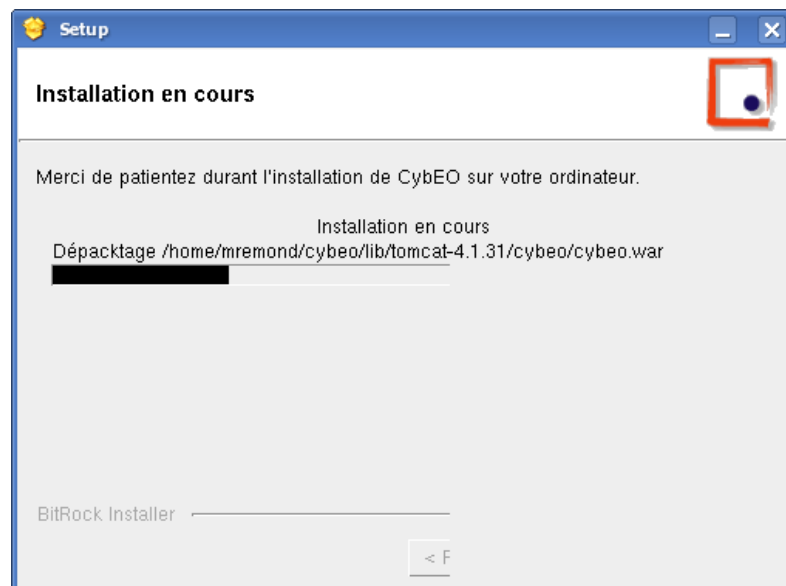 Setup
Installation en cours
Merci de patientez durant l'installation de CybEO sur votre ordinateur.
Installation en cours
Dépacktage /home/mremond/cybeo/lib/tomcat-4.1.31/cybeo/cybeo.war
BitRock Installer
<